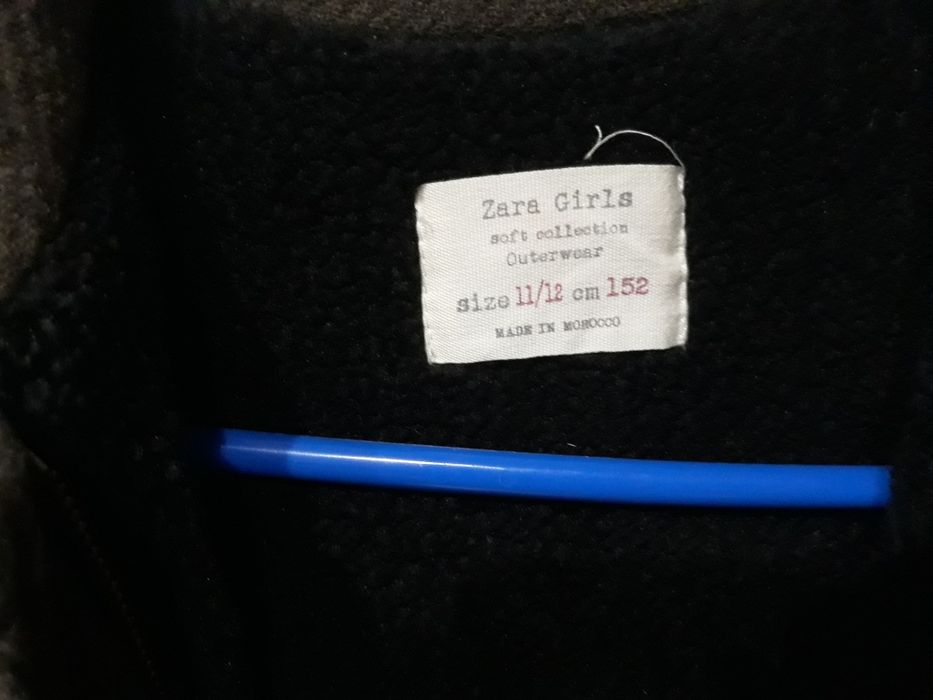 Zara Girls
soft collection
Outerwear
size 11/12 cm 152
MADE IN MOROCCO